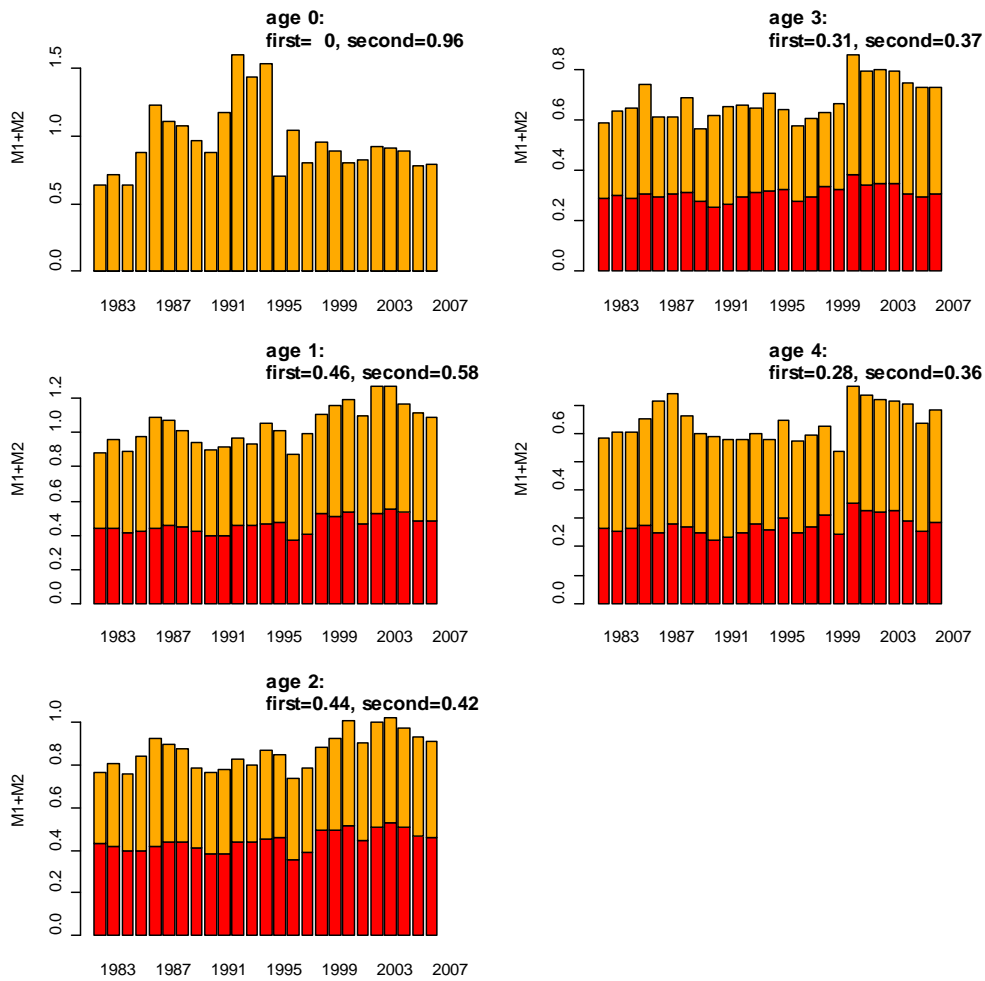 age 0:
first= 0, second=0.96
M1+M2
0.0 0.5 1.0 1.5
1983 1987 1991 1995 1999 2003 2007
age 3:
first=0.31, second=0.37
M1+M2
0.0 0.2 0.4 0.6 0.8
1983 1987 1991 1995 1999 2003 2007
age 1:
first=0.46, second=0.58
M1+M2
0.0 0.2 0.4 0.6 0.8 1.0 1.2
1983 1987 1991 1995 1999 2003 2007
age 4:
first=0.28, second=0.36
M1+M2
0.0 0.2 0.4 0.6
1983 1987 1991 1995 1999 2003 2007
age 2:
first=0.44, second=0.42
M1+M2
0.0 0.2 0.4 0.6 0.8 1.0
1983 1987 1991 1995 1999 2003 2007